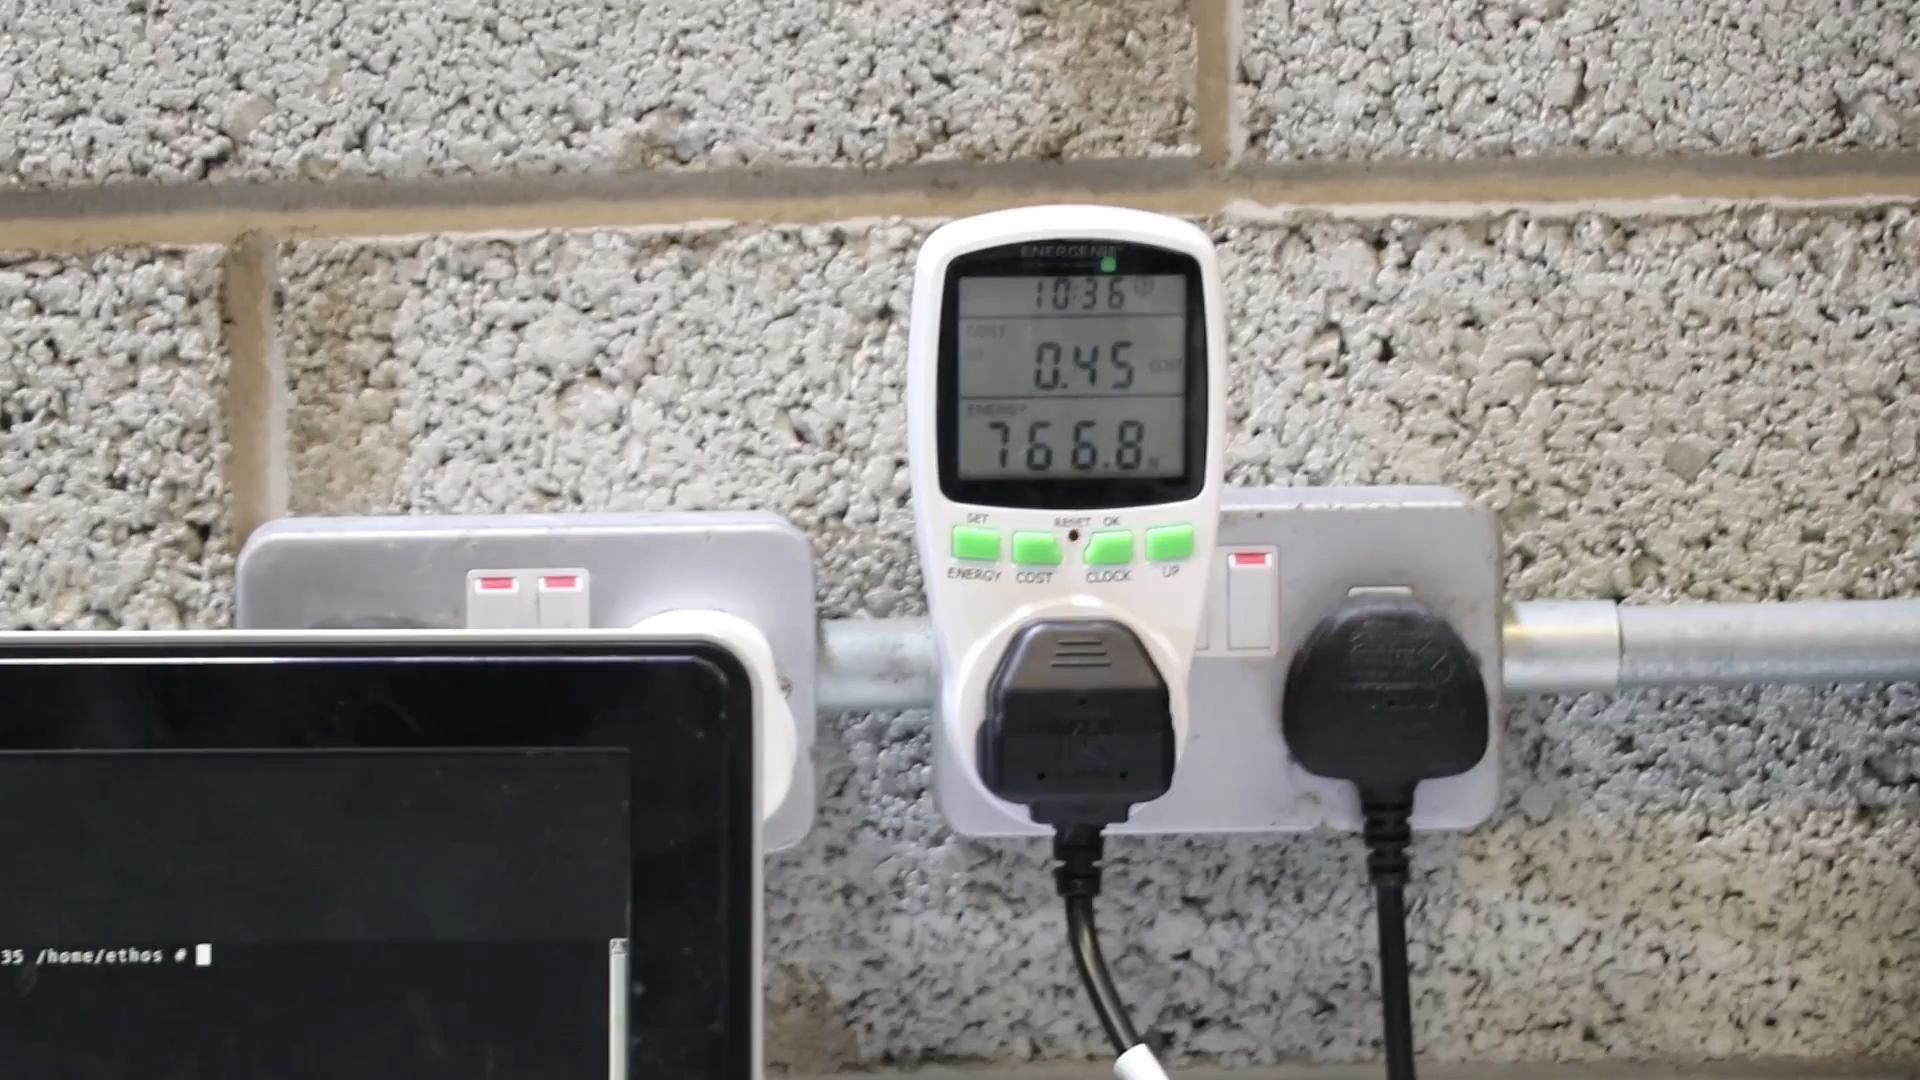 ENERGENIE
10:36
COST
0.45 COST
ENERGY
766.8
SET RESET OK
ENERGY COST CLOCK UP
35 /home/ethos #